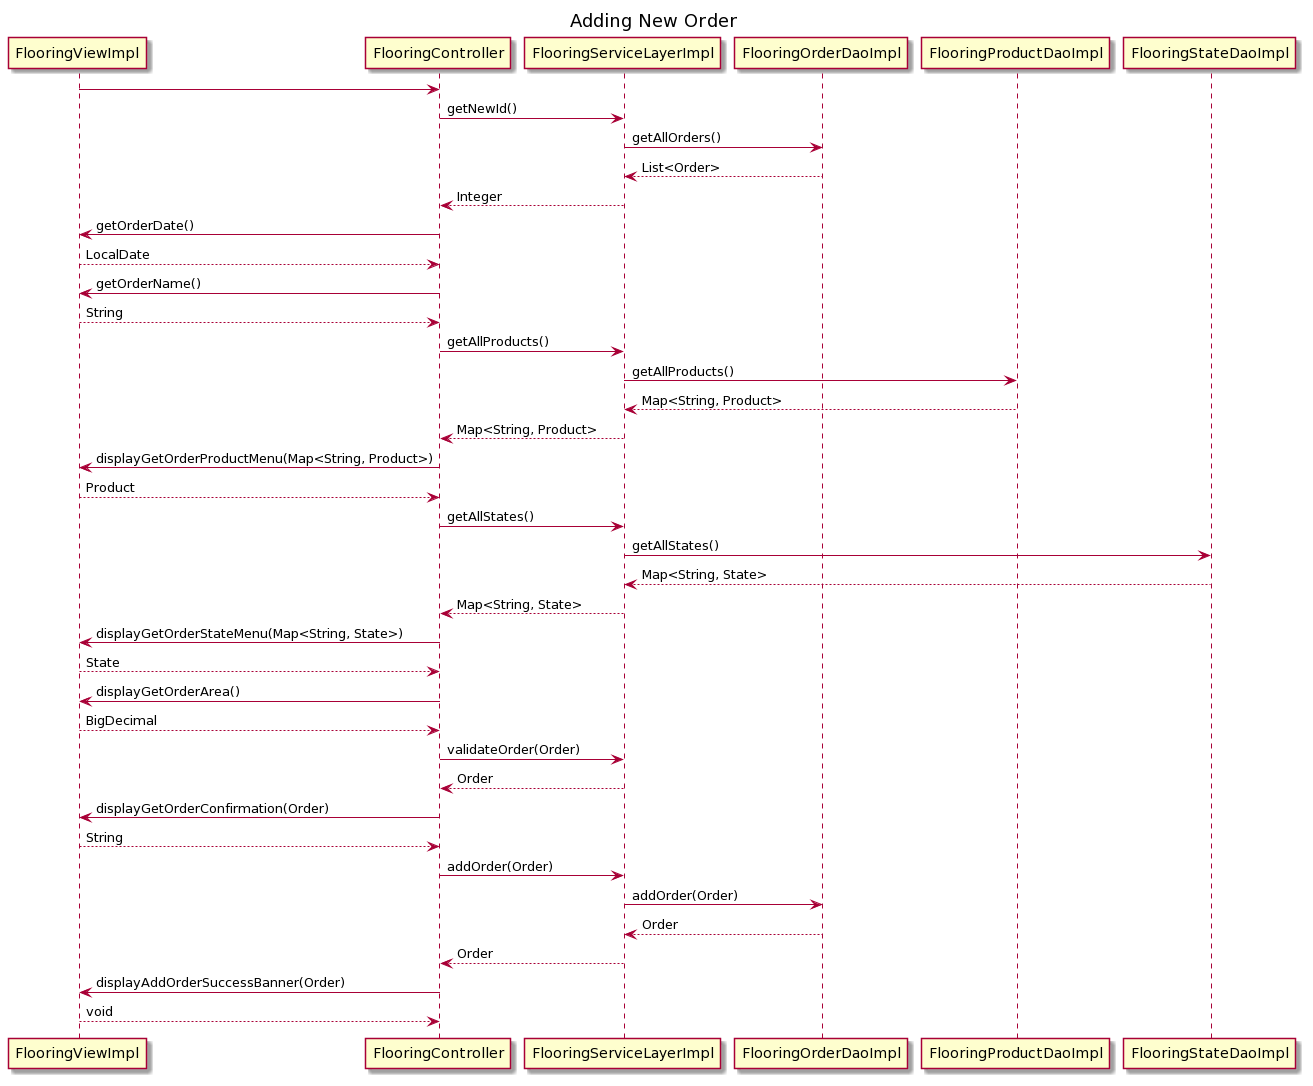 Adding New Order
FlooringViewImpl FlooringController FlooringServiceLayerImpl FlooringOrderDaoImpl FlooringProductDaoImpl FlooringStateDaoImpl
getNewId()
getAllOrders()
List<Order>
Integer
getOrderDate()
LocalDate
getOrderName()
String
getAllProducts()
getAllProducts()
Map<String, Product>
Map<String, Product>
displayGetOrderProductMenu(Map<String, Product>)
Product
getAllStates()
getAllStates()
Map<String, State>
Map<String, State>
displayGetOrderStateMenu(Map<String, State>)
State
displayGetOrderArea()
BigDecimal
validateOrder(Order)
Order
displayGetOrderConfirmation(Order)
String
addOrder(Order)
addOrder(Order)
Order
Order
displayAddOrderSuccessBanner(Order)
void
FlooringViewImpl FlooringController FlooringServiceLayerImpl FlooringOrderDaoImpl FlooringProductDaoImpl FlooringStateDaoImpl